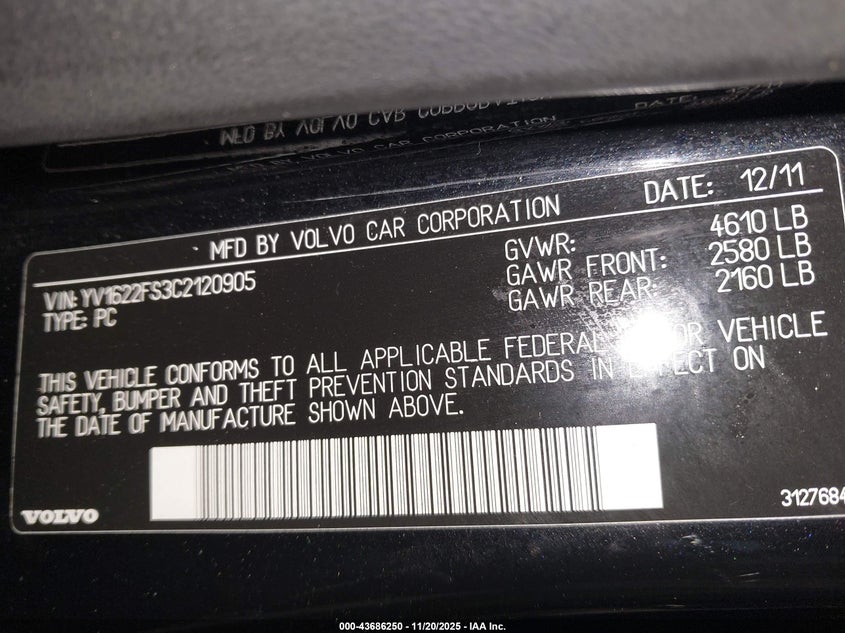 MFD BY VOLVO CAR CORPORATION
DATE: 12/11
VIN: YV1622FS3C2120905
TYPE: PC
GVWR: 4610 LB
GAWR FRONT: 2580 LB
GAWR REAR: 2160 LB
THIS VEHICLE CONFORMS TO ALL APPLICABLE FEDERAL VEHICLE
SAFETY, BUMPER AND THEFT PREVENTION STANDARDS IN EFFECT ON
THE DATE OF MANUFACTURE SHOWN ABOVE.
VOLVO
3127684
000-43686250 - 11/20/2025 - IAA Inc.